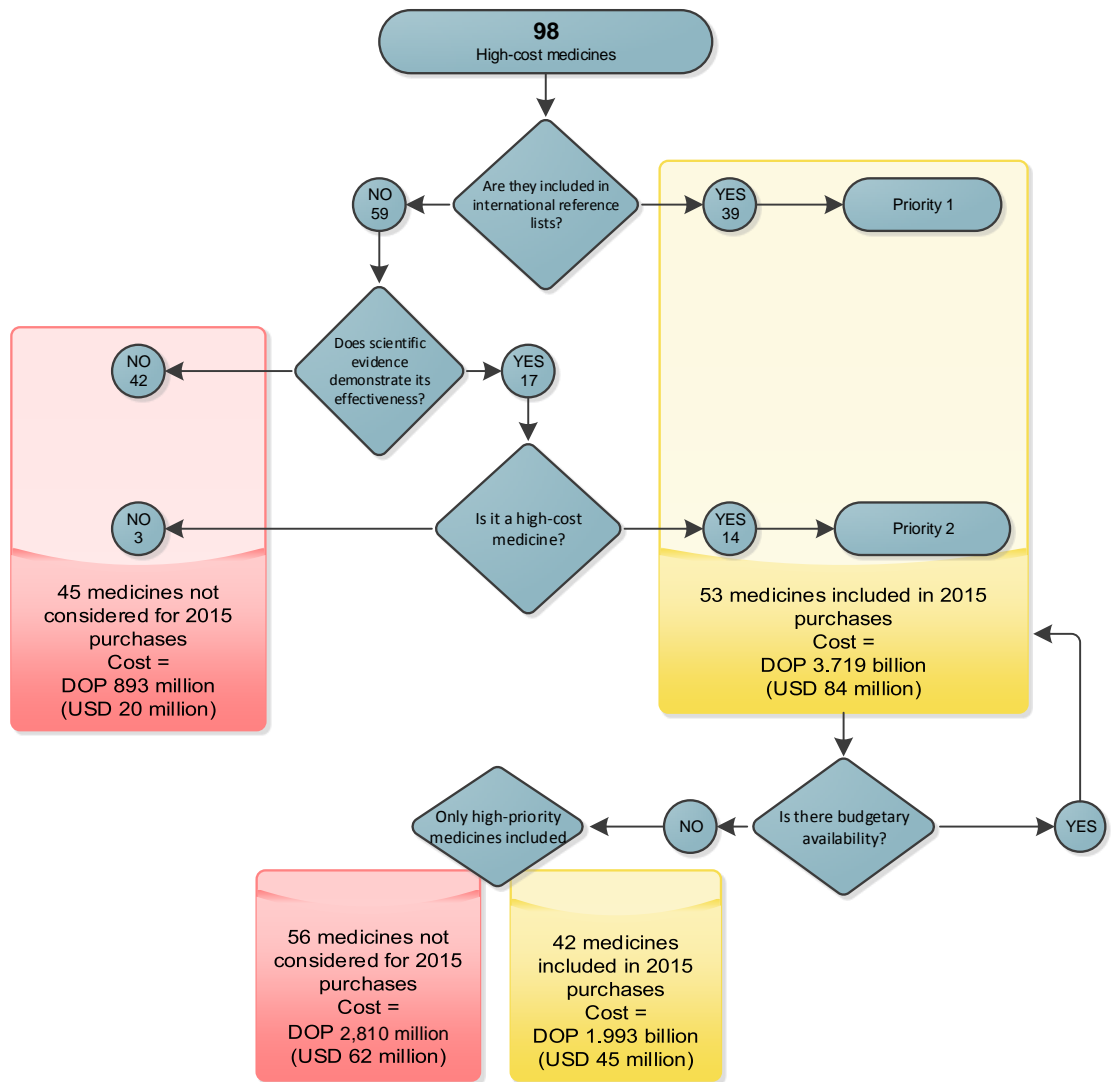 98
High-cost medicines
Are they included in
international reference
lists?
NO
59
YES
39
Priority 1
Does scientific
evidence
demonstrate its
effectiveness?
NO
42
YES
17
Is it a high-cost
medicine?
NO
3
YES
14
Priority 2
45 medicines not
considered for 2015
purchases
Cost =
DOP 893 million
(USD 20 million)
53 medicines included in 2015
purchases
Cost =
DOP 3.719 billion
(USD 84 million)
Is there budgetary
availability?
YES
NO
Only high-priority
medicines included
56 medicines not
considered for 2015
purchases
Cost =
DOP 2,810 million
(USD 62 million)
42 medicines
included in 2015
purchases
Cost =
DOP 1.993 billion
(USD 45 million)